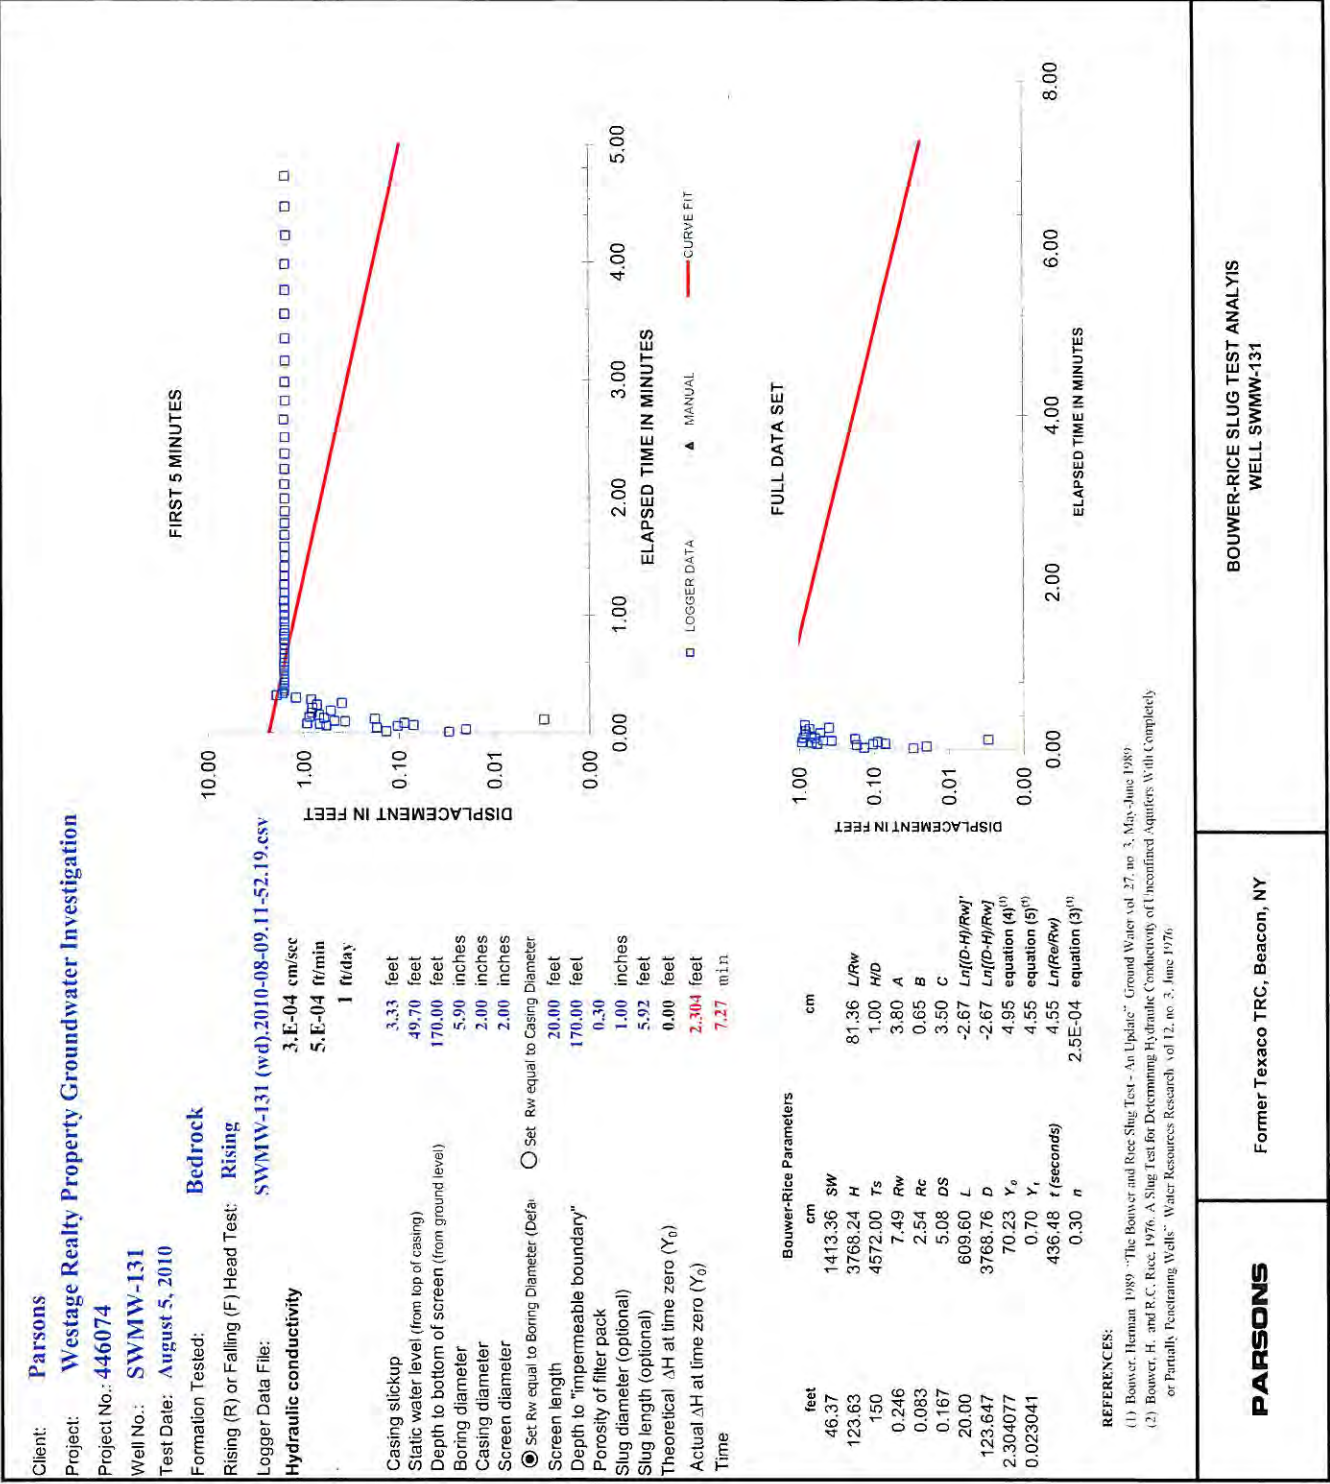 Client: Parsons
Project: Westage Realty Property Groundwater Investigation
Project No.: 446074
Well No.: SWMW-131
Test Date: August 5, 2010
Formation Tested: Bedrock
Rising (R) or Falling (F) Head Test: Rising
Logger Data File: SWMW-131 (wd),2010-08-09.11-52.19.csv
Hydraulic conductivity 3.E-04 cm/sec
5.E-04 ft/min
1 ft/day
Casing stickup 3.33 feet
Static water level (from top of casing) 49.70 feet
Depth to bottom of screen (from ground level) 170.00 feet
Boring diameter 5.90 inches
Casing diameter 2.00 inches
Screen diameter 2.00 inches
Set Rw equal to Boring Diameter (Defa Set Rw equal to Casing Diameter
Screen length 20.00 feet
Depth to "impermeable boundary" 170.00 feet
Porosity of filter pack 0.30
Slug diameter (optional) 1.00 inches
Slug length (optional) 5.92 feet
Theoretical ΔH at time zero (Y₀) 0.00 feet
Actual ΔH at time zero (Y₀) 2.304 feet
Time 7.27 min
FIRST 5 MINUTES
DISPLACEMENT IN FEET
10.00
1.00
0.10
0.01
0.00
0.00 1.00 2.00 3.00 4.00 5.00
ELAPSED TIME IN MINUTES
LOGGER DATA MANUAL CURVE FIT
Bouwer-Rice Parameters
feet cm cm
46.37 1413.36 SW
123.63 3768.24 H 81.36 L/Rw
150 4572.00 Ts 1.00 H/D
0.246 7.49 Rw 3.80 A
0.083 2.54 Rc 0.65 B
0.167 5.08 DS 3.50 C
20.00 609.60 L -2.67 Ln[(D-H)/Rw]'
123.647 3768.76 D -2.67 Ln[(D-H)/Rw]
2.304077 70.23 Y₀ 4.95 equation (4)⁽¹⁾
0.023041 0.70 Yₜ 4.55 equation (5)⁽¹⁾
436.48 t (seconds) 4.55 Ln(Re/Rw)
0.30 n 2.5E-04 equation (3)⁽¹⁾
FULL DATA SET
DISPLACEMENT IN FEET
1.00
0.10
0.01
0.00
0.00 2.00 4.00 6.00 8.00
ELAPSED TIME IN MINUTES
REFERENCES:
(1) Bouwer, Herman 1989 "The Bouwer and Rice Slug Test - An Update" Ground Water vol 27, no 3, May-June 1989
(2) Bouwer, H. and R.C. Rice, 1976. A Slug Test for Determining Hydraulic Conductivity of Unconfined Aquifers With Completely
or Partially Penetrating Wells" Water Resources Research vol 12, no 3, June 1976
PARSONS
Former Texaco TRC, Beacon, NY
BOUWER-RICE SLUG TEST ANALYIS
WELL SWMW-131